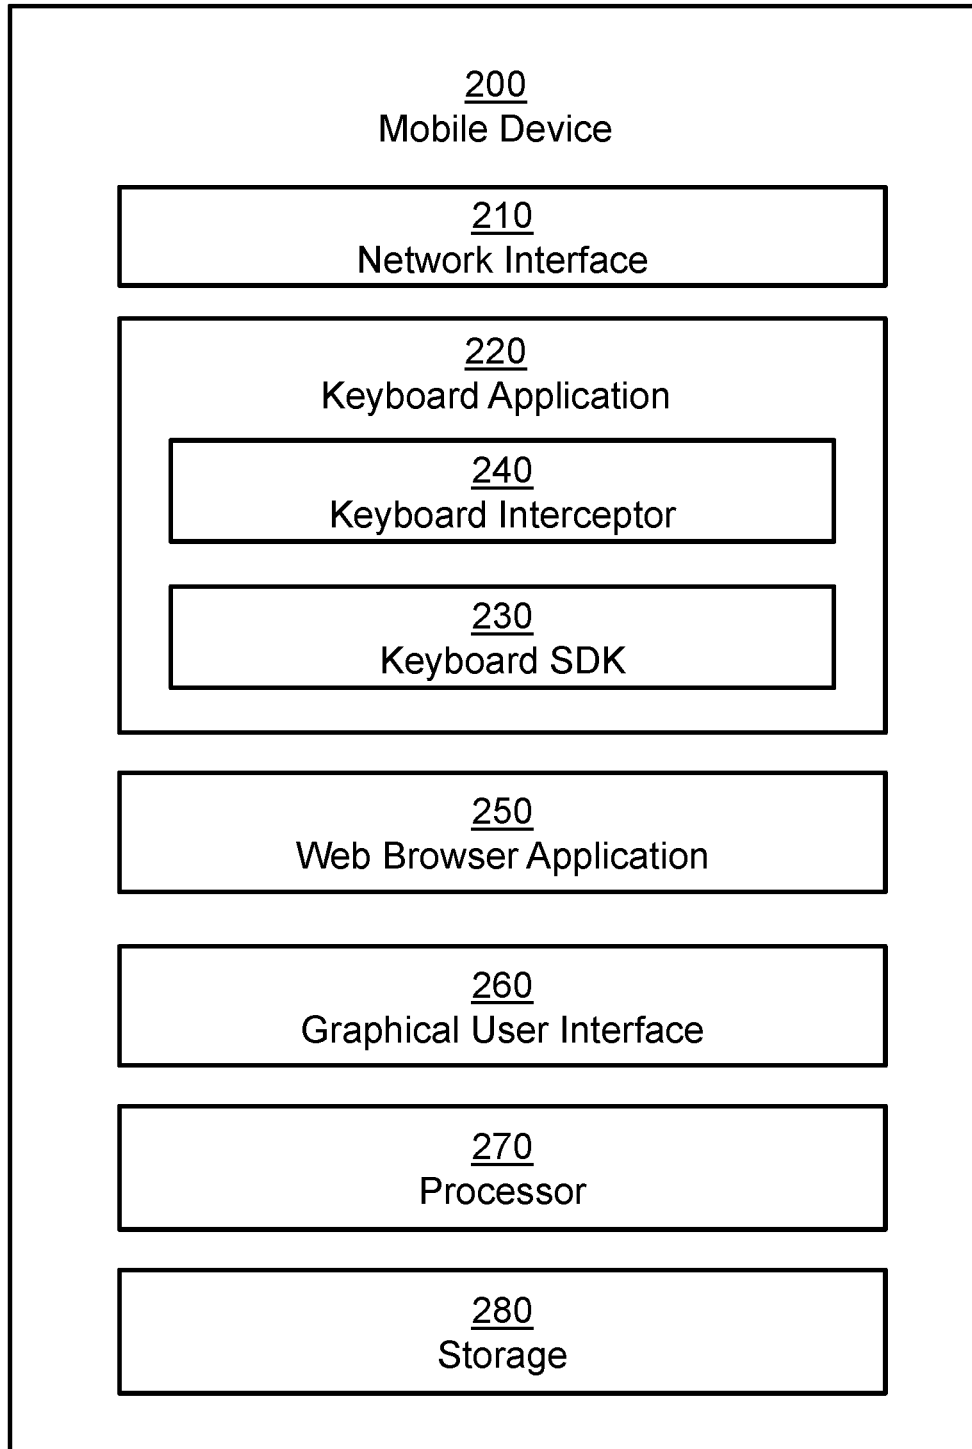 200
Mobile Device
210
Network Interface
220
Keyboard Application
240
Keyboard Interceptor
230
Keyboard SDK
250
Web Browser Application
260
Graphical User Interface
270
Processor
280
Storage